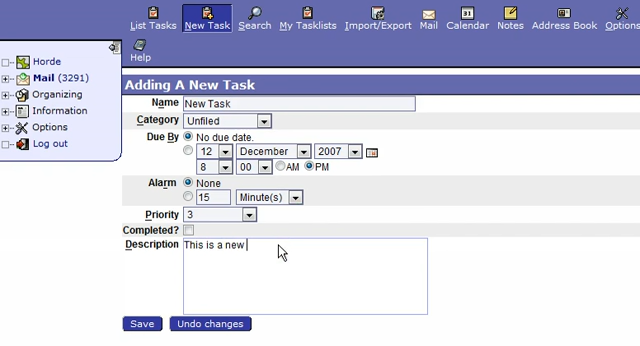 List Tasks New Task Search My Tasklists Import/Export Mail Calendar Notes Address Book Options
Help
Horde
Mail (3291)
Organizing
Information
Options
Log out
Adding A New Task
Name New Task
Category Unfiled
Due By No due date.
12 December 2007
8 00 AM PM
Alarm None
15 Minute(s)
Priority 3
Completed?
Description This is a new
Save Undo changes